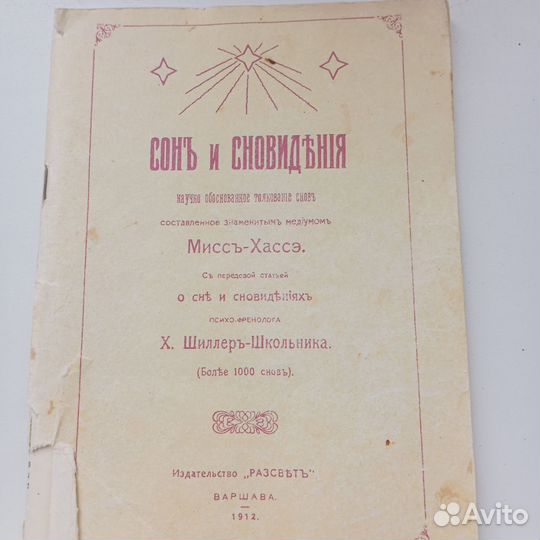 СОНЪ и СНОВИДѢНІЯ
научно обоснованное толкованіе сновъ
составленное знаменитымъ медіумомъ
Миссъ-Хассэ.
Съ передовой статьей
о снѣ и сновидѣніяхъ
психо-френолога
Х. Шиллеръ-Школьника.
(Болѣе 1000 сновъ).
Издательство „РАЗСВѢТЪ“
ВАРШАВА.
1912.
Avito